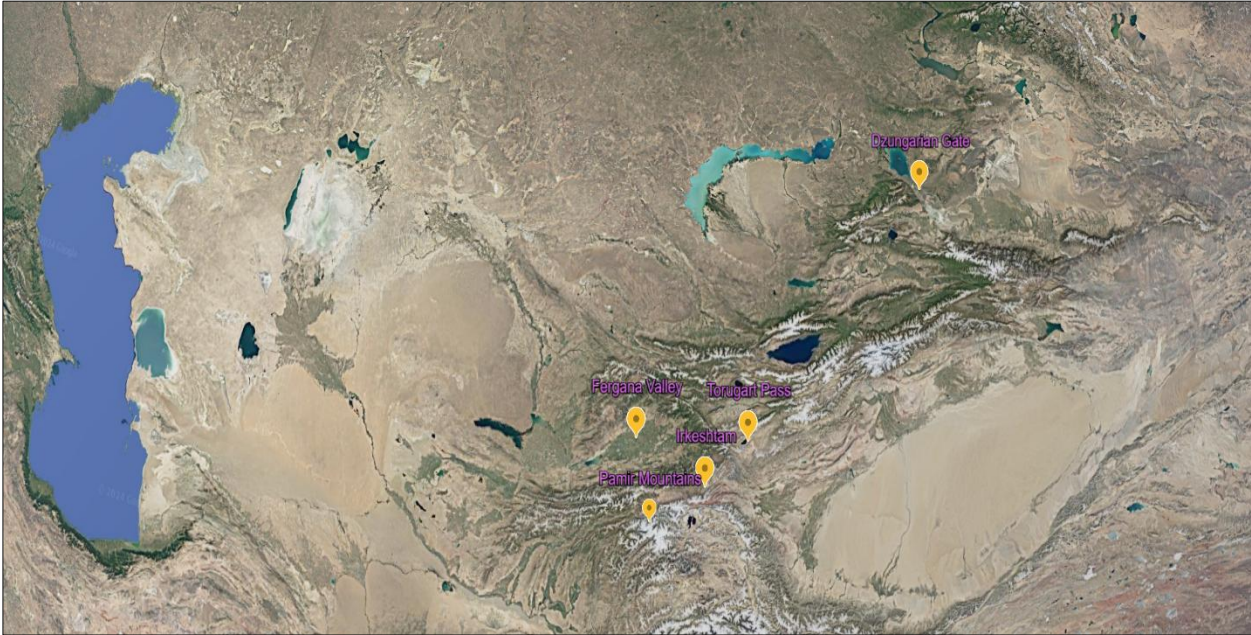 Dzungarian Gate
Fergana Valley
Torugart Pass
Irkeshtam
Pamir Mountains